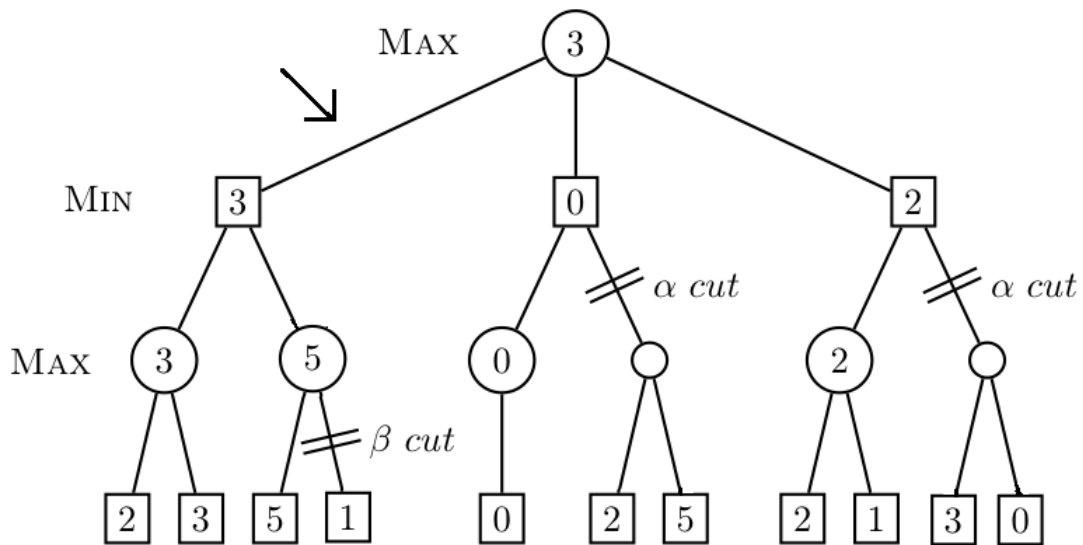 MAX 3
MIN 3 0 2
α cut α cut
MAX 3 5 0 2
β cut
2 3 5 1 0 2 5 2 1 3 0